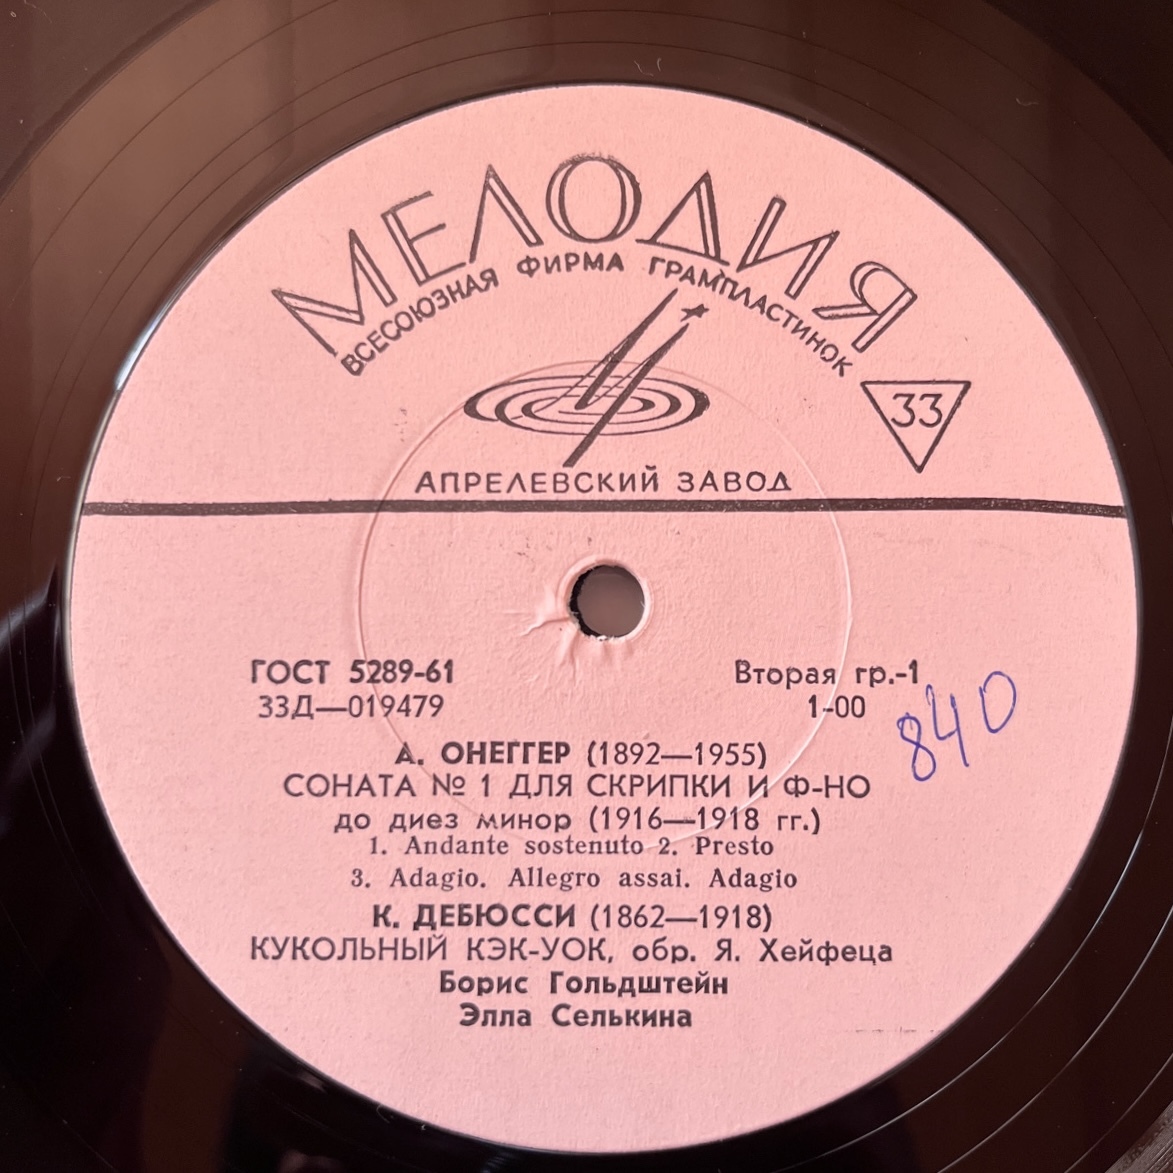 МЕЛОДИЯ
ВСЕСОЮЗНАЯ ФИРМА ГРАМПЛАСТИНОК
33
АПРЕЛЕВСКИЙ ЗАВОД
ГОСТ 5289-61 Вторая гр.-1
33Д—019479 1-00
840
А. ОНЕГГЕР (1892—1955)
СОНАТА № 1 ДЛЯ СКРИПКИ И Ф-НО
до диез минор (1916—1918 гг.)
1. Andante sostenuto 2. Presto
3. Adagio. Allegro assai. Adagio
К. ДЕБЮССИ (1862—1918)
КУКОЛЬНЫЙ КЭК-УОК, обр. Я. Хейфеца
Борис Гольдштейн
Элла Селькина